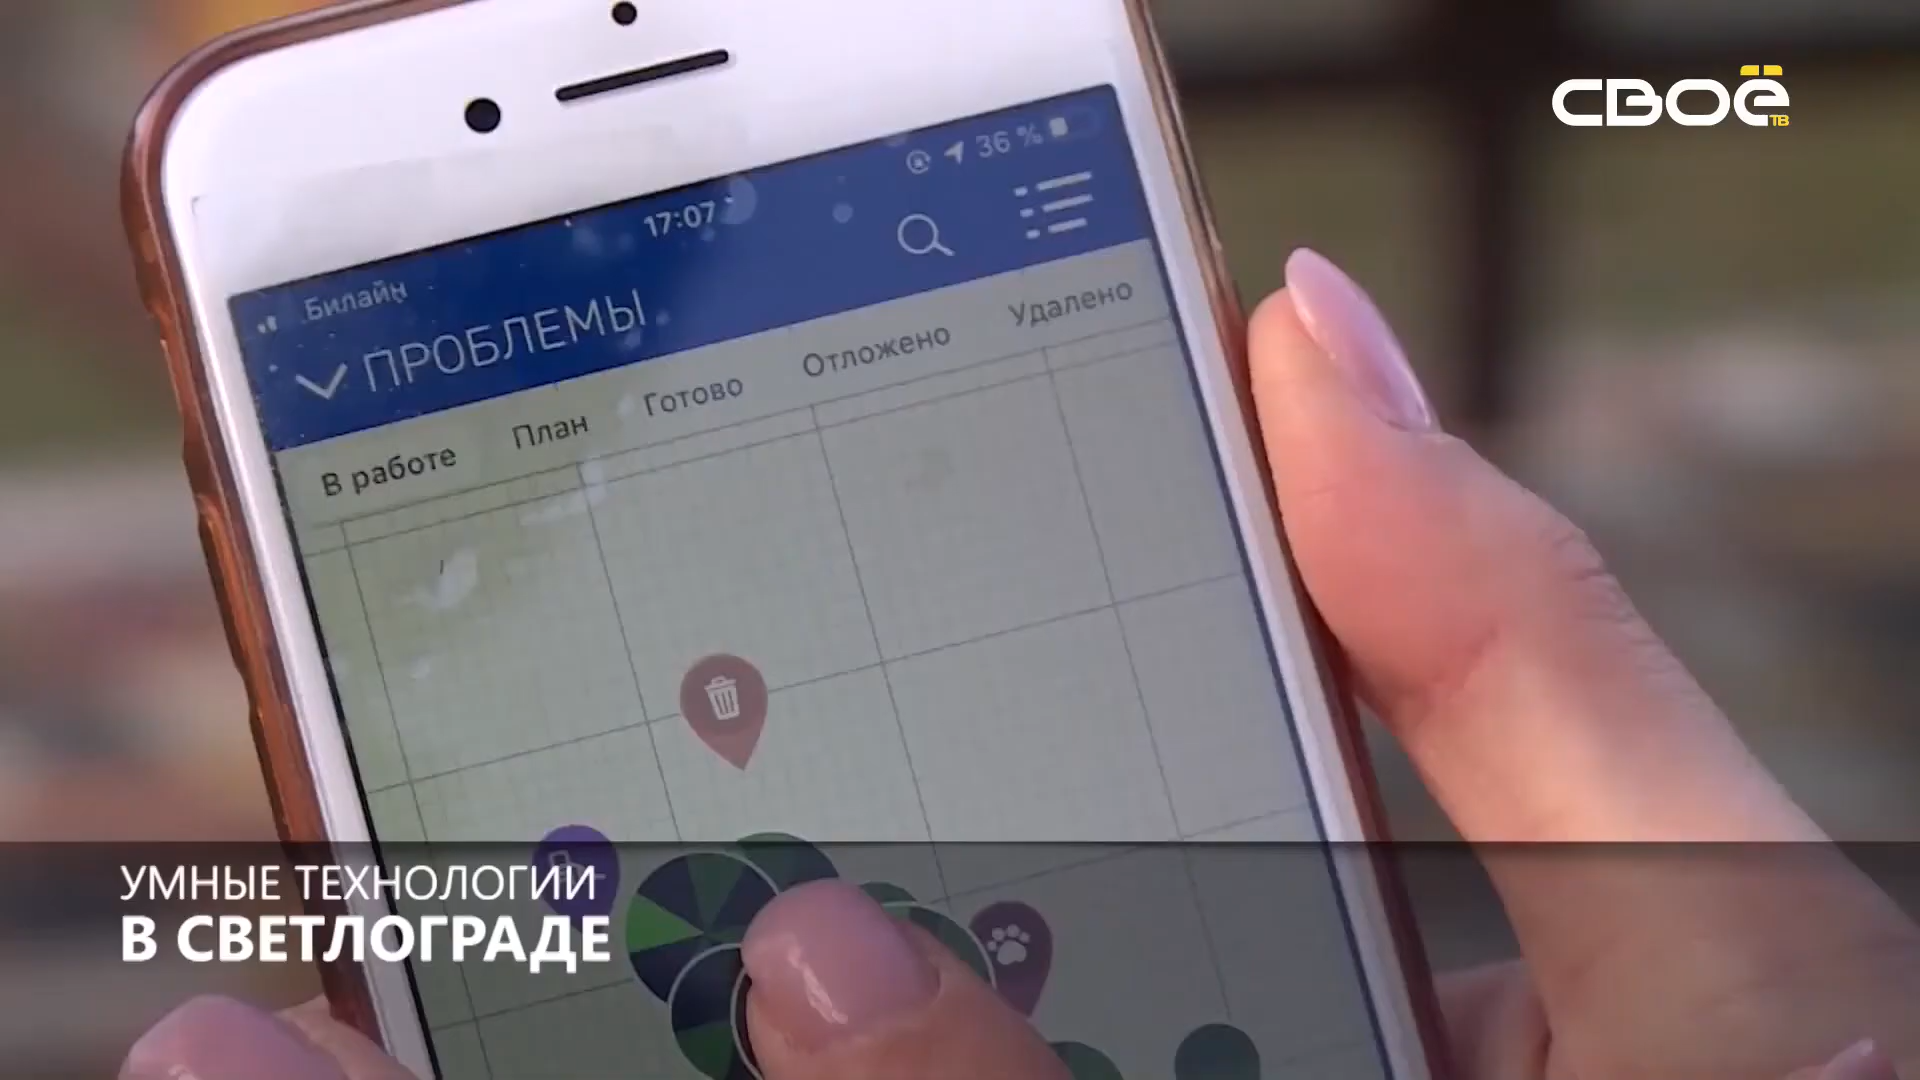 СВОЁ ТВ
36 %
17:07
Билайн
ПРОБЛЕМЫ
В работе План Готово Отложено Удалено
УМНЫЕ ТЕХНОЛОГИИ
В СВЕТЛОГРАДЕ